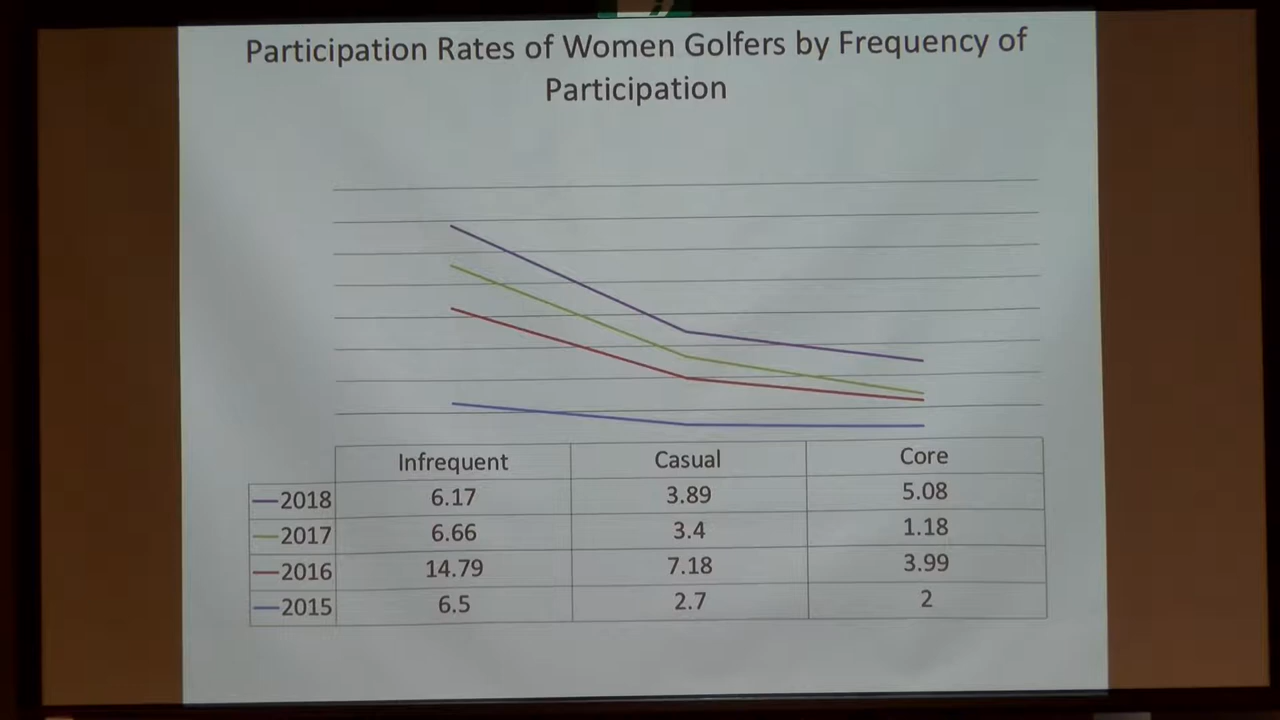 Participation Rates of Women Golfers by Frequency of
Participation
Infrequent Casual Core
2018 6.17 3.89 5.08
2017 6.66 3.4 1.18
2016 14.79 7.18 3.99
2015 6.5 2.7 2